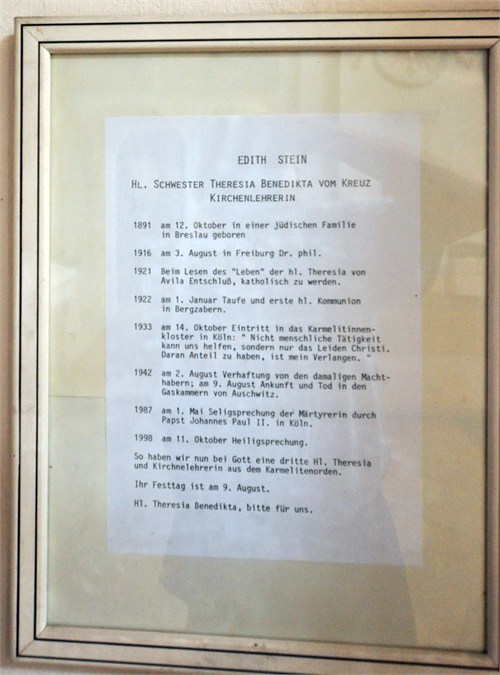 EDITH STEIN
HL. SCHWESTER THERESIA BENEDIKTA VOM KREUZ
KIRCHENLEHRERIN
1891 am 12. Oktober in einer jüdischen Familie
in Breslau geboren
1916 am 3. August in Freiburg Dr. phil.
1921 Beim Lesen des "Leben" der hl. Theresia von
Avila Entschluß, katholisch zu werden.
1922 am 1. Januar Taufe und erste hl. Kommunion
in Bergzabern.
1933 am 14. Oktober Eintritt in das Karmelitinnen-
kloster in Köln: " Nicht menschliche Tätigkeit
kann uns helfen, sondern nur das Leiden Christi.
Daran Anteil zu haben, ist mein Verlangen. "
1942 am 2. August Verhaftung von den damaligen Macht-
habern; am 9. August Ankunft und Tod in den
Gaskammern von Auschwitz.
1987 am 1. Mai Seligsprechung der Märtyrerin durch
Papst Johannes Paul II. in Köln.
1998 am 11. Oktober Heiligsprechung.
So haben wir nun bei Gott eine dritte Hl. Theresia
und Kirchnelehrerin aus dem Karmelitenorden.
Ihr Festtag ist am 9. August.
Hl. Theresia Benedikta, bitte für uns.